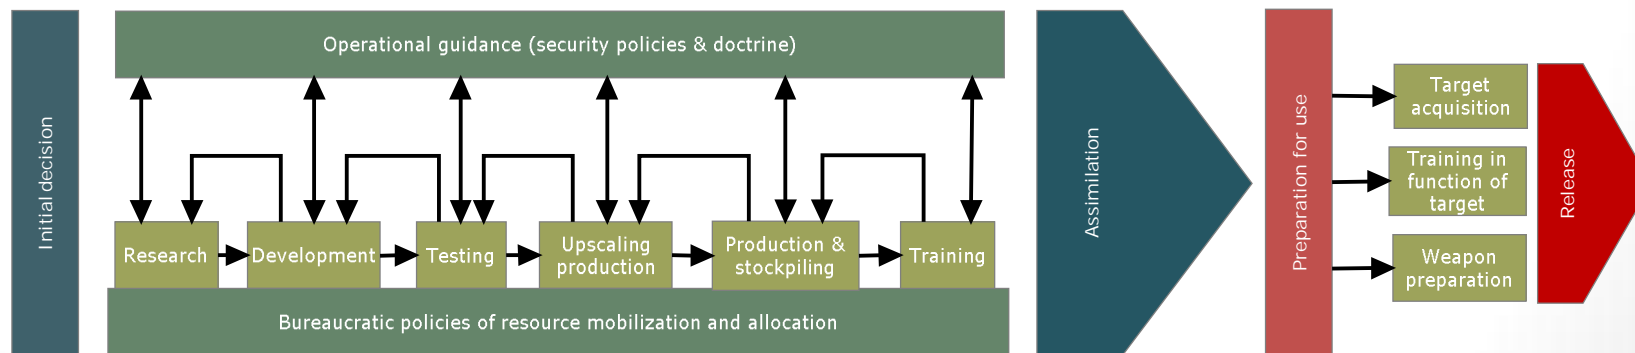 Initial decision
Operational guidance (security policies & doctrine)
Research
Development
Testing
Upscaling
production
Production &
stockpiling
Training
Bureaucratic policies of resource mobilization and allocation
Assimilation
Preparation for use
Target
acquisition
Training in
function of
target
Weapon
preparation
Release